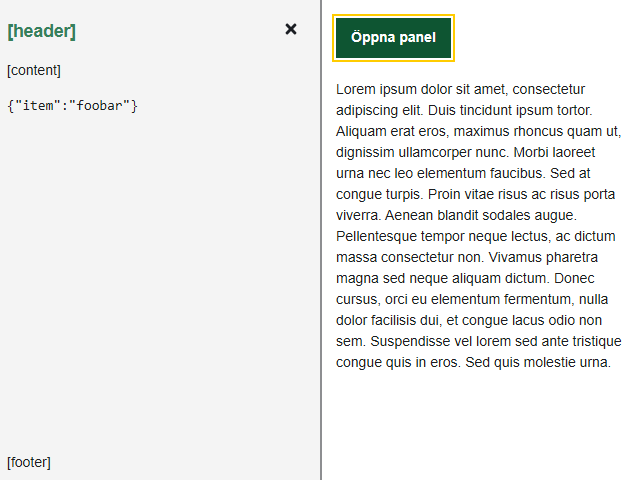 [header]
[content]
{"item":"foobar"}
[footer]
Öppna panel
Lorem ipsum dolor sit amet, consectetur
adipiscing elit. Duis tincidunt ipsum tortor.
Aliquam erat eros, maximus rhoncus quam ut,
dignissim ullamcorper nunc. Morbi laoreet
urna nec leo elementum faucibus. Sed at
congue turpis. Proin vitae risus ac risus porta
viverra. Aenean blandit sodales augue.
Pellentesque tempor neque lectus, ac dictum
massa consectetur non. Vivamus pharetra
magna sed neque aliquam dictum. Donec
cursus, orci eu elementum fermentum, nulla
dolor facilisis dui, et congue lacus odio non
sem. Suspendisse vel lorem sed ante tristique
congue quis in eros. Sed quis molestie urna.